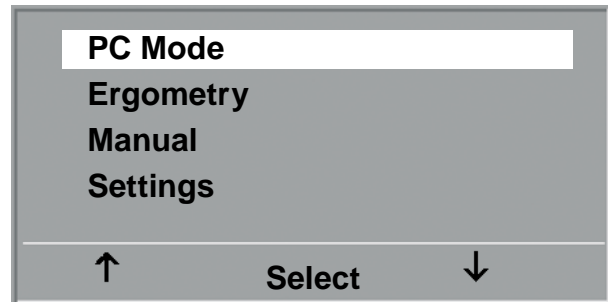 PC Mode
Ergometry
Manual
Settings
↑ Select ↓